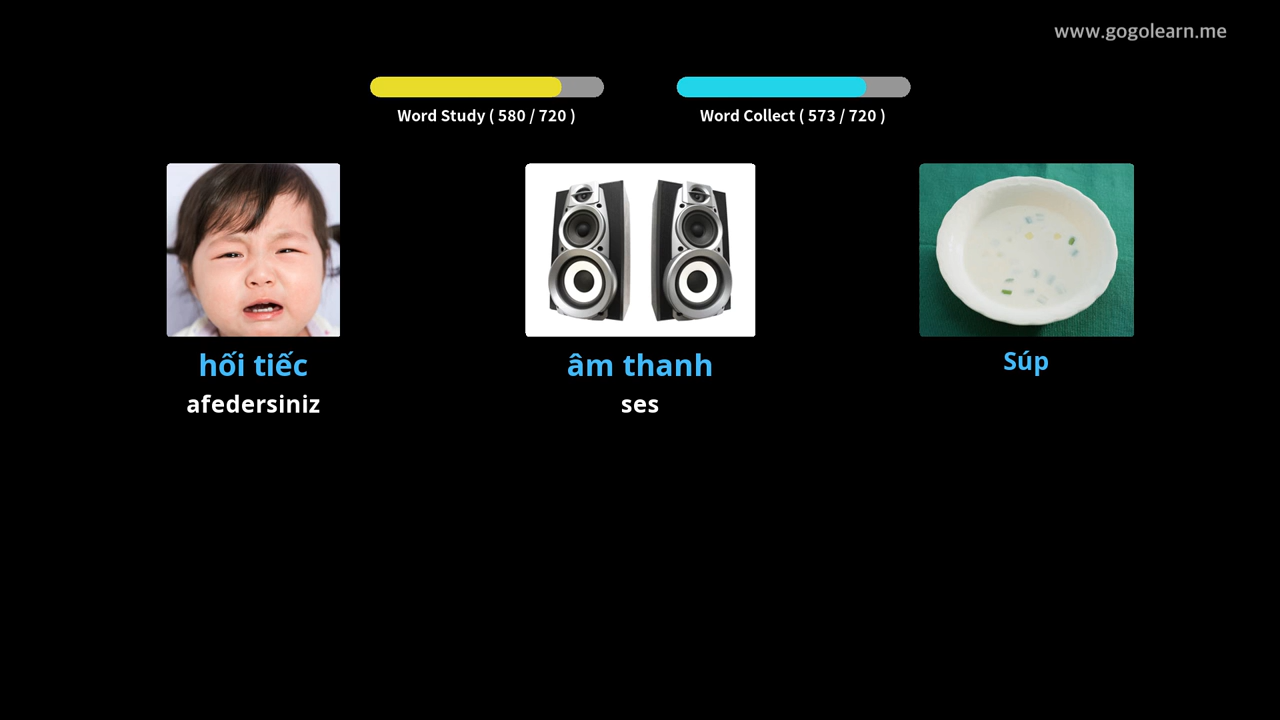 www.gogolearn.me
Word Study ( 580 / 720 )
Word Collect ( 573 / 720 )
hối tiếc
afedersiniz
âm thanh
ses
Súp